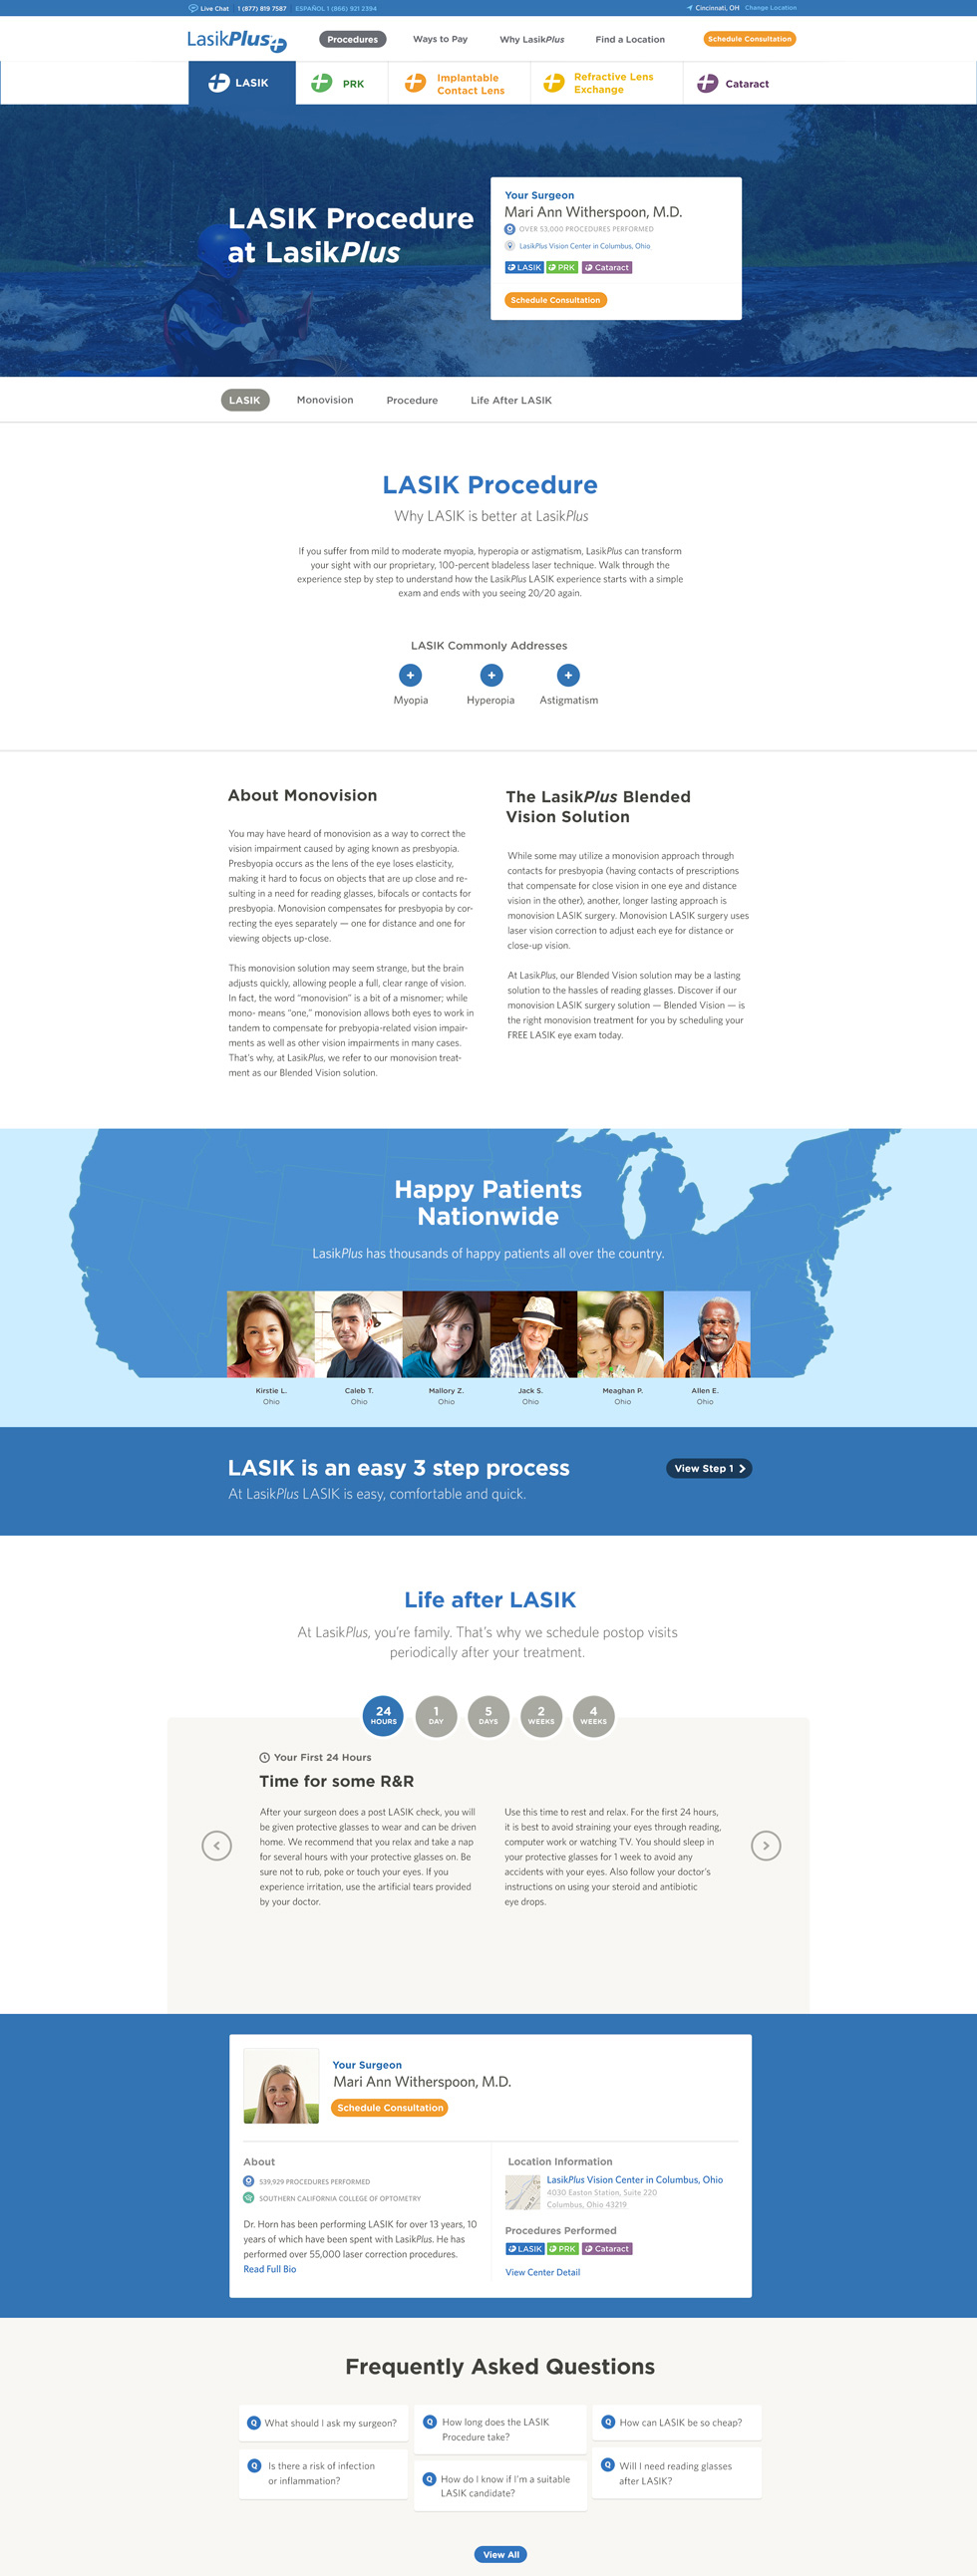 Live Chat 1 (877) 819 7587 ESPAÑOL 1 (866) 921 2394 Cincinnati, OH Change Location
LasikPlus Procedures Ways to Pay Why LasikPlus Find a Location Schedule Consultation
LASIK PRK Implantable Contact Lens Refractive Lens Exchange Cataract
LASIK Procedure
at LasikPlus
Your Surgeon
Mari Ann Witherspoon, M.D.
OVER 53,000 PROCEDURES PERFORMED
LasikPlus Vision Center in Columbus, Ohio
LASIK PRK Cataract
Schedule Consultation
LASIK Monovision Procedure Life After LASIK
LASIK Procedure
Why LASIK is better at LasikPlus
If you suffer from mild to moderate myopia, hyperopia or astigmatism, LasikPlus can transform
your sight with our proprietary, 100-percent bladeless laser technique. Walk through the
experience step by step to understand how the LasikPlus LASIK experience starts with a simple
exam and ends with you seeing 20/20 again.
LASIK Commonly Addresses
Myopia Hyperopia Astigmatism
About Monovision
You may have heard of monovision as a way to correct the
vision impairment caused by aging known as presbyopia.
Presbyopia occurs as the lens of the eye loses elasticity,
making it hard to focus on objects that are up close and re-
sulting in a need for reading glasses, bifocals or contacts for
presbyopia. Monovision compensates for presbyopia by cor-
recting the eyes separately — one for distance and one for
viewing objects up-close.
This monovision solution may seem strange, but the brain
adjusts quickly, allowing people a full, clear range of vision.
In fact, the word "monovision" is a bit of a misnomer; while
mono- means "one," monovision allows both eyes to work in
tandem to compensate for prebyopia-related vision impair-
ments as well as other vision impairments in many cases.
That's why, at LasikPlus, we refer to our monovision treat-
ment as our Blended Vision solution.
The LasikPlus Blended
Vision Solution
While some may utilize a monovision approach through
contacts for presbyopia (having contacts of prescriptions
that compensate for close vision in one eye and distance
vision in the other), another, longer lasting approach is
monovision LASIK surgery. Monovision LASIK surgery uses
laser vision correction to adjust each eye for distance or
close-up vision.
At LasikPlus, our Blended Vision solution may be a lasting
solution to the hassles of reading glasses. Discover if our
monovision LASIK surgery solution — Blended Vision — is
the right monovision treatment for you by scheduling your
FREE LASIK eye exam today.
Happy Patients
Nationwide
LasikPlus has thousands of happy patients all over the country.
Kirstie L. Caleb T. Mallory Z. Jack S. Meaghan P. Allen E.
Ohio Ohio Ohio Ohio Ohio Ohio
LASIK is an easy 3 step process
View Step 1
At LasikPlus LASIK is easy, comfortable and quick.
Life after LASIK
At LasikPlus, you're family. That's why we schedule postop visits
periodically after your treatment.
24 1 5 2 4
HOURS DAY DAYS WEEKS WEEKS
Your First 24 Hours
Time for some R&R
After your surgeon does a post LASIK check, you will
be given protective glasses to wear and can be driven
home. We recommend that you relax and take a nap
for several hours with your protective glasses on. Be
sure not to rub, poke or touch your eyes. If you
experience irritation, use the artificial tears provided
by your doctor.
Use this time to rest and relax. For the first 24 hours,
it is best to avoid straining your eyes through reading,
computer work or watching TV. You should sleep in
your protective glasses for 1 week to avoid any
accidents with your eyes. Also follow your doctor's
instructions on using your steroid and antibiotic
eye drops.
Your Surgeon
Mari Ann Witherspoon, M.D.
Schedule Consultation
About
539,929 PROCEDURES PERFORMED
SOUTHERN CALIFORNIA COLLEGE OF OPTOMETRY
Dr. Horn has been performing LASIK for over 13 years, 10
years of which have been spent with LasikPlus. He has
performed over 55,000 laser correction procedures.
Read Full Bio
Location Information
LasikPlus Vision Center in Columbus, Ohio
4030 Easton Station, Suite 220
Columbus, Ohio 43219
Procedures Performed
LASIK PRK Cataract
View Center Detail
Frequently Asked Questions
Q What should I ask my surgeon?
Q How long does the LASIK
Procedure take?
Q How can LASIK be so cheap?
Q Is there a risk of infection
or inflammation?
Q How do I know if I'm a suitable
LASIK candidate?
Q Will I need reading glasses
after LASIK?
View All